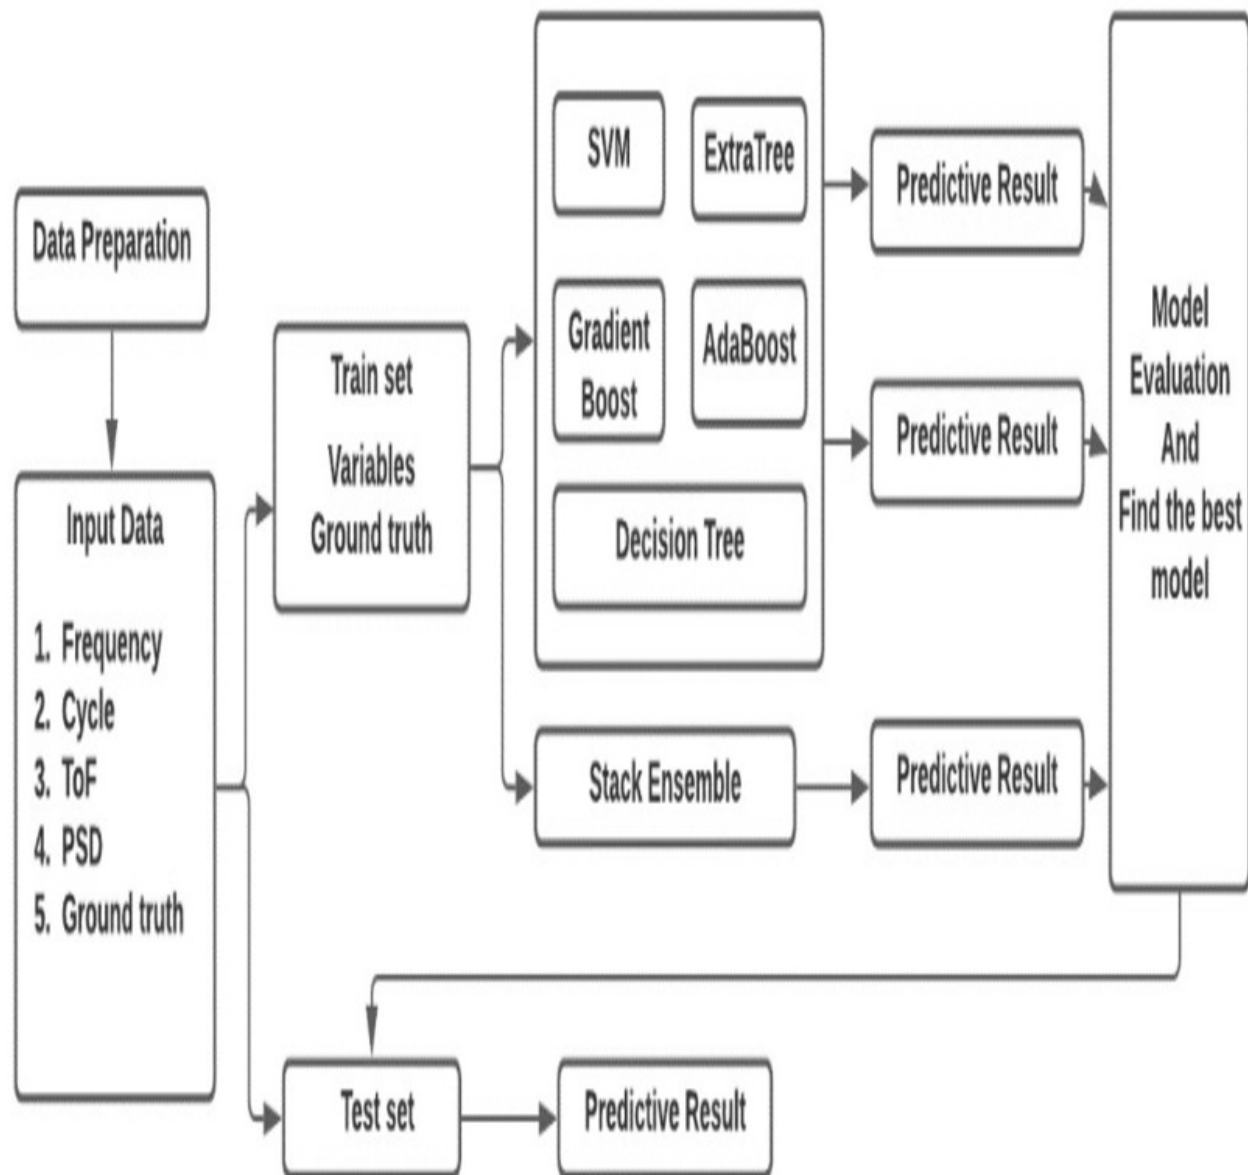 Data Preparation
Input Data
1. Frequency
2. Cycle
3. ToF
4. PSD
5. Ground truth
Train set
Variables
Ground truth
SVM
ExtraTree
Gradient
Boost
AdaBoost
Decision Tree
Stack Ensemble
Predictive Result
Predictive Result
Predictive Result
Model
Evaluation
And
Find the best
model
Test set
Predictive Result